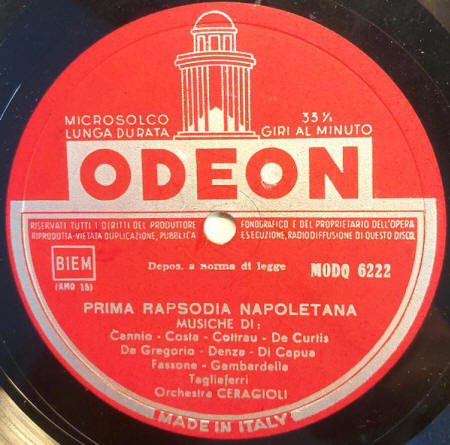 MICROSOLCO 33 ⅓
LUNGA DURATA GIRI AL MINUTO
ODEON
RISERVATI TUTTI I DIRITTI DEL PRODUTTORE FONOGRAFICO E DEL PROPRIETARIO DELL'OPERA
RIPRODOTTA-VIETATA DUPLICAZIONE, PUBBLICA ESECUZIONE, RADIODIFFUSIONE DI QUESTO DISCO.
BIEM Depos. a norma di legge MODQ 6222
(AMO 15)
PRIMA RAPSODIA NAPOLETANA
MUSICHE DI:
Cannio - Costa - Cottrau - De Curtis
De Gregorio - Denza - Di Capua
Fassone - Gambardella
Tagliaferri
Orchestra CERAGIOLI
MADE IN ITALY